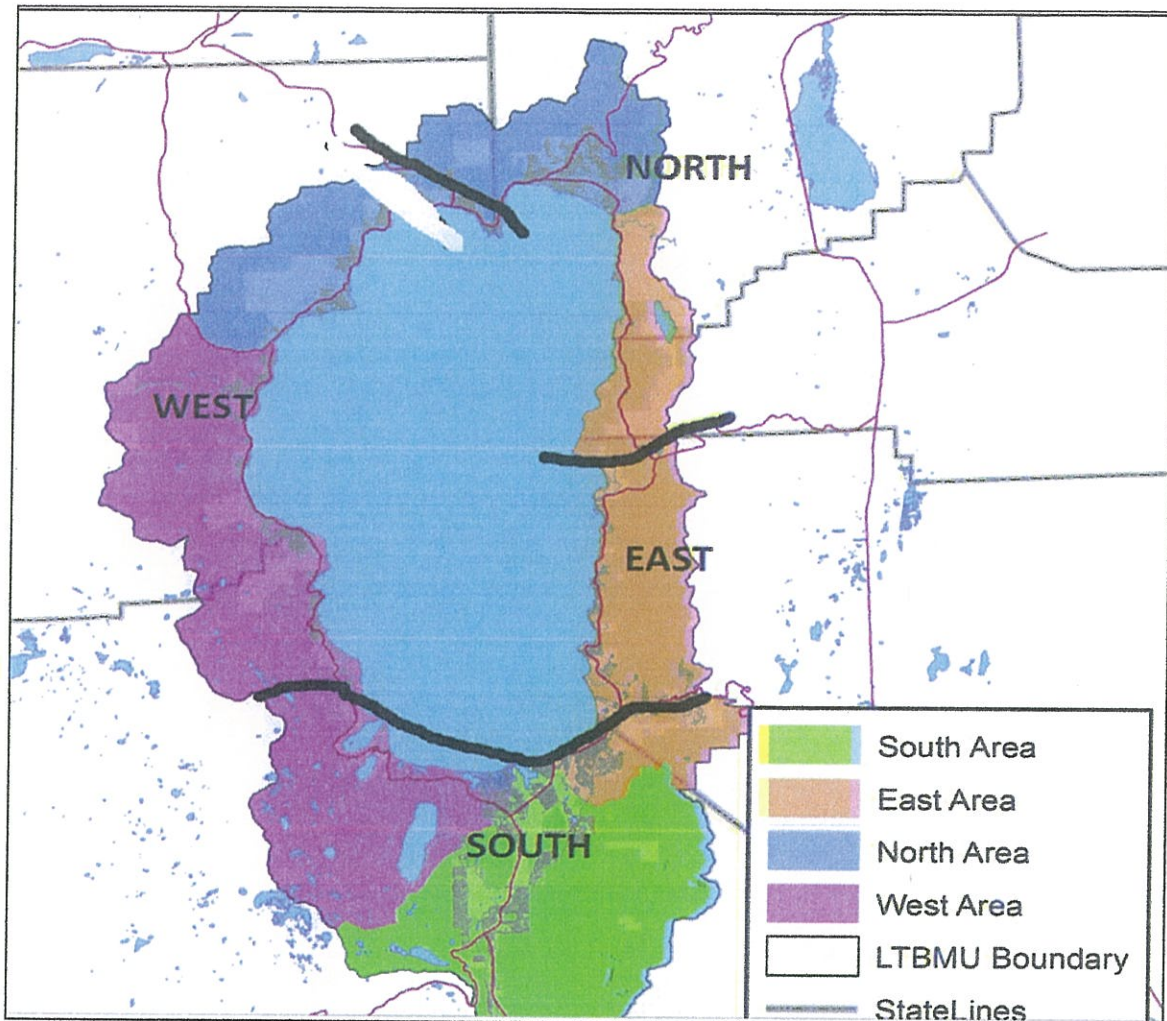 NORTH
WEST
EAST
SOUTH
South Area
East Area
North Area
West Area
LTBMU Boundary
StateLines